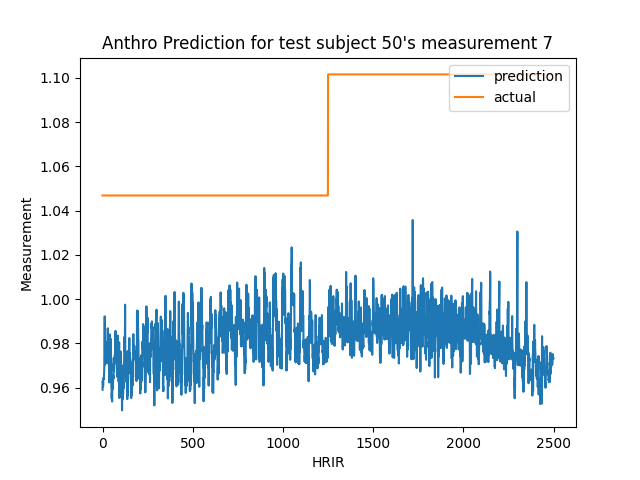 Anthro Prediction for test subject 50's measurement 7
prediction
actual
1.10
1.08
1.06
1.04
1.02
1.00
0.98
0.96
Measurement
0
500
1000
1500
2000
2500
HRIR